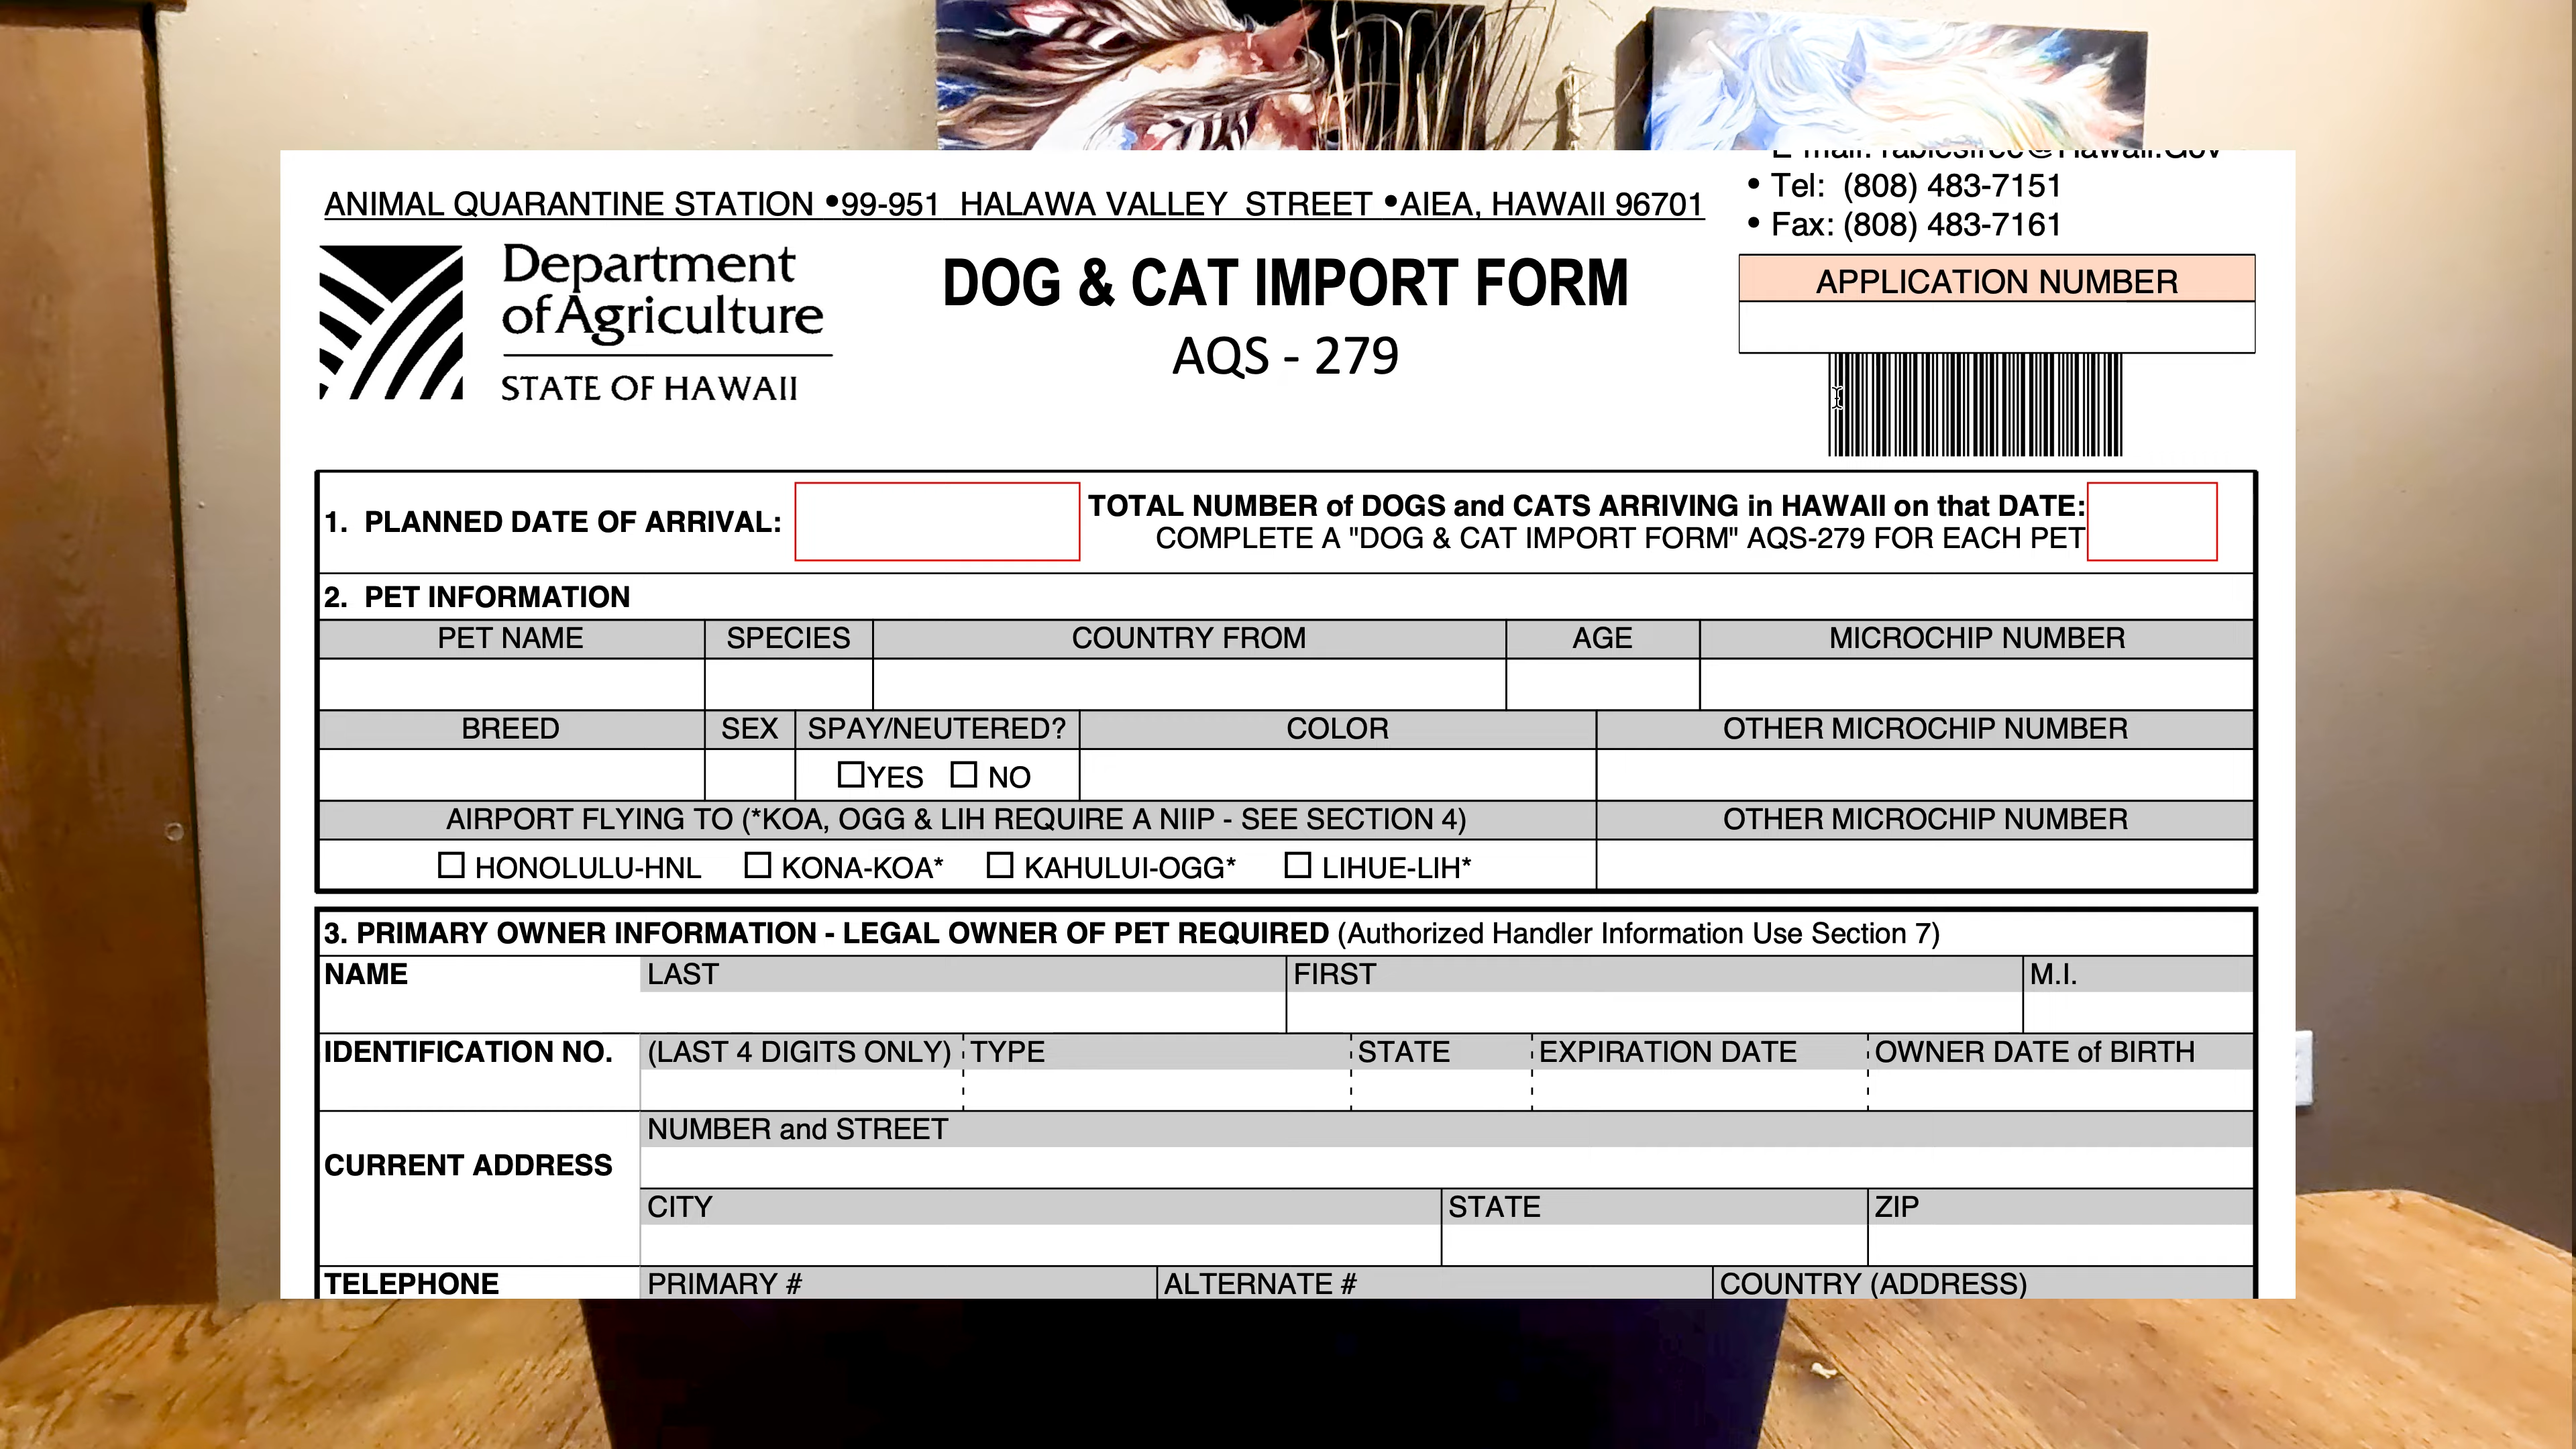 E-mail: rabiesfree@Hawaii.Gov
ANIMAL QUARANTINE STATION •99-951 HALAWA VALLEY STREET •AIEA, HAWAII 96701
• Tel: (808) 483-7151
• Fax: (808) 483-7161
Department
of Agriculture
STATE OF HAWAII
DOG & CAT IMPORT FORM
AQS - 279
APPLICATION NUMBER
1. PLANNED DATE OF ARRIVAL:
TOTAL NUMBER of DOGS and CATS ARRIVING in HAWAII on that DATE:
COMPLETE A "DOG & CAT IMPORT FORM" AQS-279 FOR EACH PET
2. PET INFORMATION
PET NAME SPECIES COUNTRY FROM AGE MICROCHIP NUMBER
BREED SEX SPAY/NEUTERED? COLOR OTHER MICROCHIP NUMBER
YES NO
AIRPORT FLYING TO (*KOA, OGG & LIH REQUIRE A NIIP - SEE SECTION 4) OTHER MICROCHIP NUMBER
HONOLULU-HNL KONA-KOA* KAHULUI-OGG* LIHUE-LIH*
3. PRIMARY OWNER INFORMATION - LEGAL OWNER OF PET REQUIRED (Authorized Handler Information Use Section 7)
NAME LAST FIRST M.I.
IDENTIFICATION NO. (LAST 4 DIGITS ONLY) TYPE STATE EXPIRATION DATE OWNER DATE of BIRTH
NUMBER and STREET
CURRENT ADDRESS
CITY STATE ZIP
TELEPHONE PRIMARY # ALTERNATE # COUNTRY (ADDRESS)